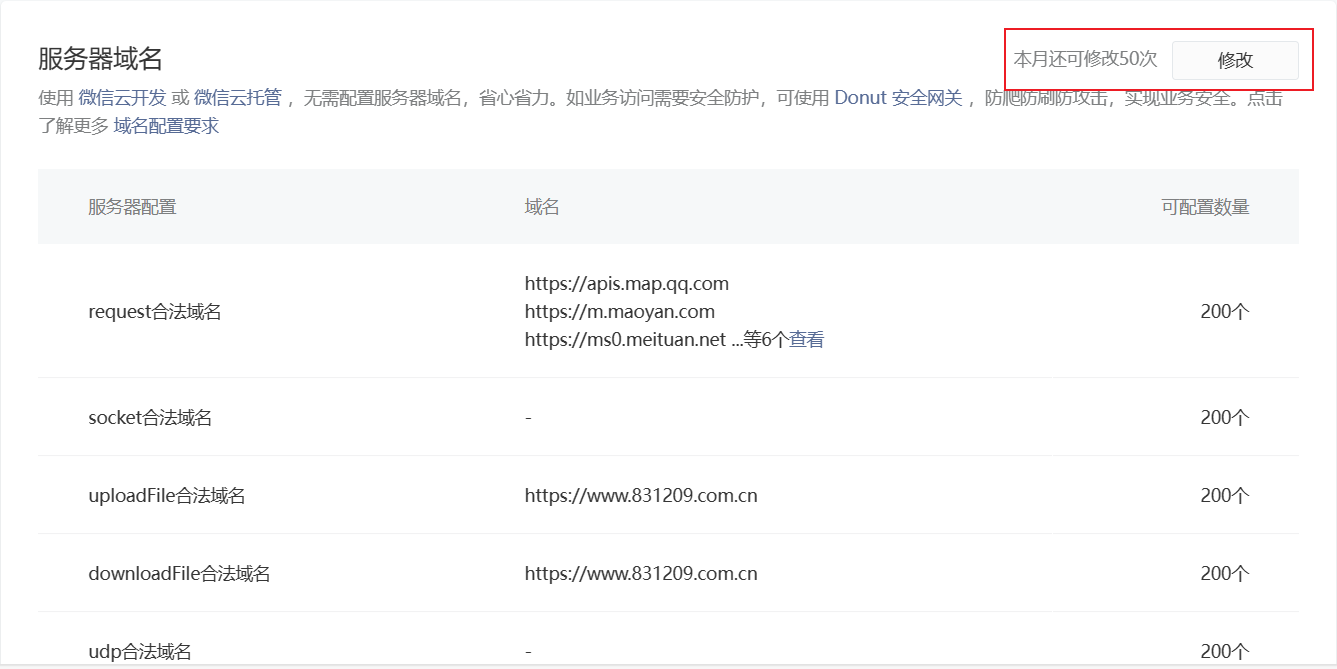 服务器域名
本月还可修改50次 修改
使用 微信云开发 或 微信云托管 ，无需配置服务器域名，省心省力。如业务访问需要安全防护，可使用 Donut 安全网关 ，防爬防刷防攻击，实现业务安全。点击
了解更多 域名配置要求
服务器配置 域名 可配置数量
https://apis.map.qq.com
request合法域名 https://m.maoyan.com 200个
https://ms0.meituan.net ...等6个查看
socket合法域名 - 200个
uploadFile合法域名 https://www.831209.com.cn 200个
downloadFile合法域名 https://www.831209.com.cn 200个
udp合法域名 - 200个